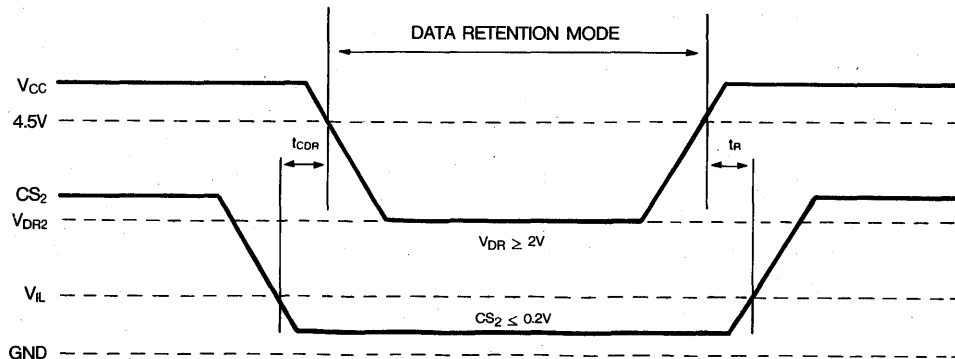 DATA RETENTION MODE
VCC
4.5V
tCDR
tR
CS2
VDR2
VDR ≥ 2V
VIL
CS2 ≤ 0.2V
GND